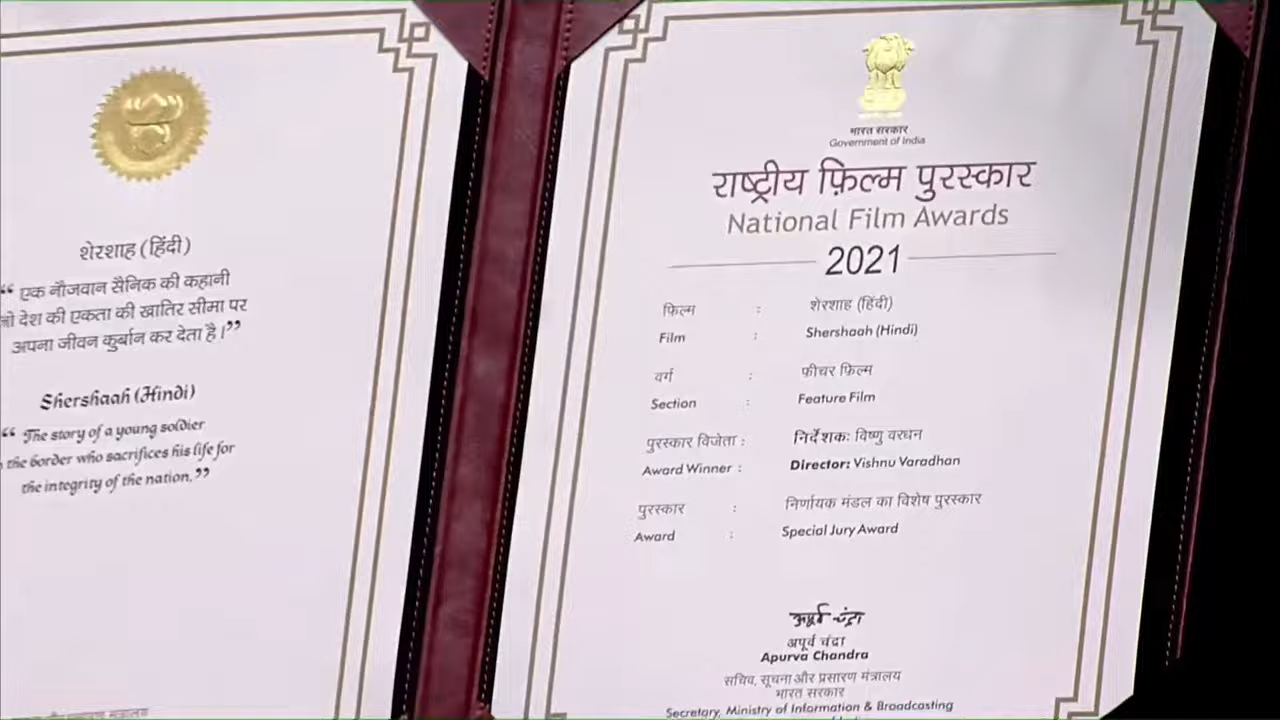 शेरशाह (हिंदी)
“ एक नौजवान सैनिक की कहानी
जो देश की एकता की खातिर सीमा पर
अपना जीवन कुर्बान कर देता है।”
Shershaah (Hindi)
“ The story of a young soldier
the border who sacrifices his life for
the integrity of the nation.”
भारत सरकार
Government of India
राष्ट्रीय फ़िल्म पुरस्कार
National Film Awards
2021
फिल्म : शेरशाह (हिंदी)
Film : Shershaah (Hindi)
वर्ग : फीचर फ़िल्म
Section : Feature Film
पुरस्कार विजेता : निर्देशक: विष्णु वरधन
Award Winner : Director: Vishnu Varadhan
पुरस्कार : निर्णायक मंडल का विशेष पुरस्कार
Award : Special Jury Award
अपूर्व चंद्रा
अपूर्व चंद्रा
Apurva Chandra
सचिव, सूचना और प्रसारण मंत्रालय
भारत सरकार
Secretary, Ministry of Information & Broadcasting